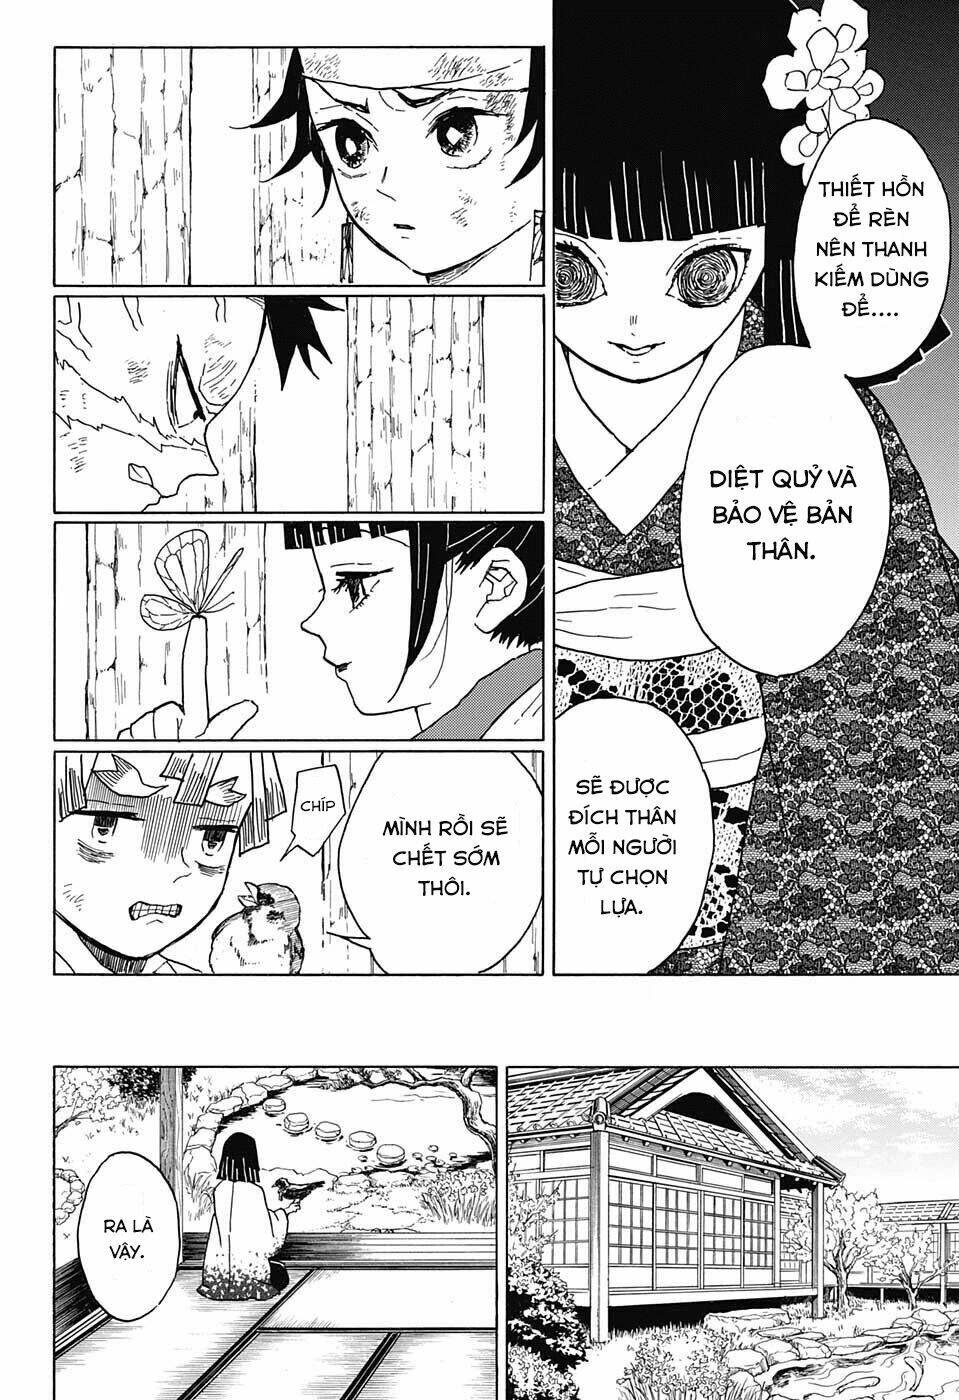 THIẾT HỒN
ĐỂ RÈN
NÊN THANH
KIẾM DÙNG
ĐỂ....
DIỆT QUỶ VÀ
BẢO VỆ BẢN
THÂN.
SẼ ĐƯỢC
ĐÍCH THÂN
MỖI NGƯỜI
TỰ CHỌN
LỰA.
CHÍP
MÌNH RỒI SẼ
CHẾT SỚM
THÔI.
RA LÀ
VẬY.